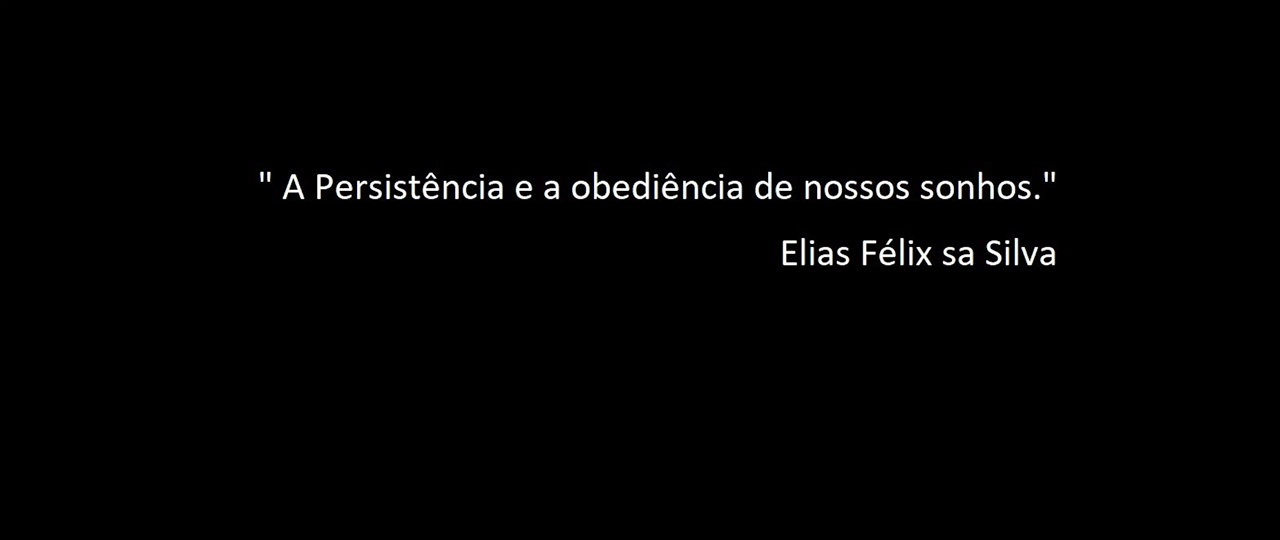 " A Persistência e a obediência de nossos sonhos."
Elias Félix sa Silva